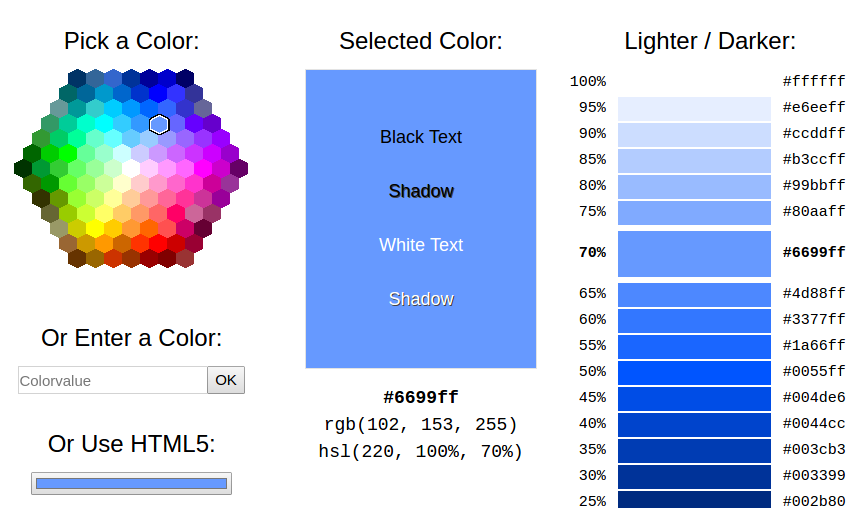 Pick a Color:
Or Enter a Color:
Colorvalue
OK
Or Use HTML5:
Selected Color:
Black Text
Shadow
White Text
Shadow
#6699ff
rgb(102, 153, 255)
hsl(220, 100%, 70%)
Lighter / Darker:
100% #ffffff
95% #e6eeff
90% #ccddff
85% #b3ccff
80% #99bbff
75% #80aaff
70% #6699ff
65% #4d88ff
60% #3377ff
55% #1a66ff
50% #0055ff
45% #004de6
40% #0044cc
35% #003cb3
30% #003399
25% #002b80